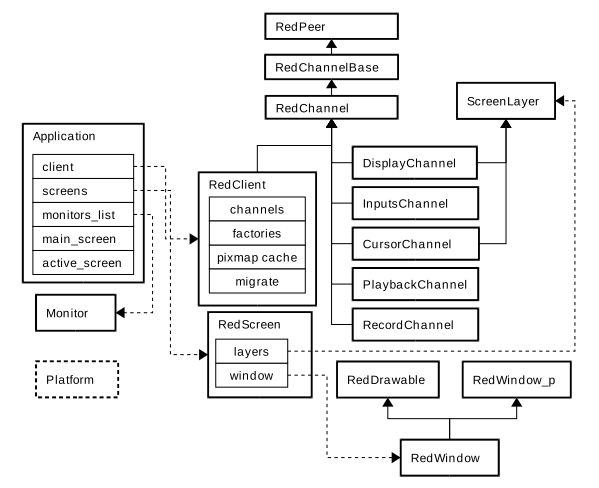 RedPeer
RedChannelBase
RedChannel
ScreenLayer
Application
client
screens
monitors_list
main_screen
active_screen
RedClient
channels
factories
pixmap cache
migrate
DisplayChannel
InputsChannel
CursorChannel
PlaybackChannel
RecordChannel
Monitor
RedScreen
layers
window
Platform
RedDrawable
RedWindow_p
RedWindow